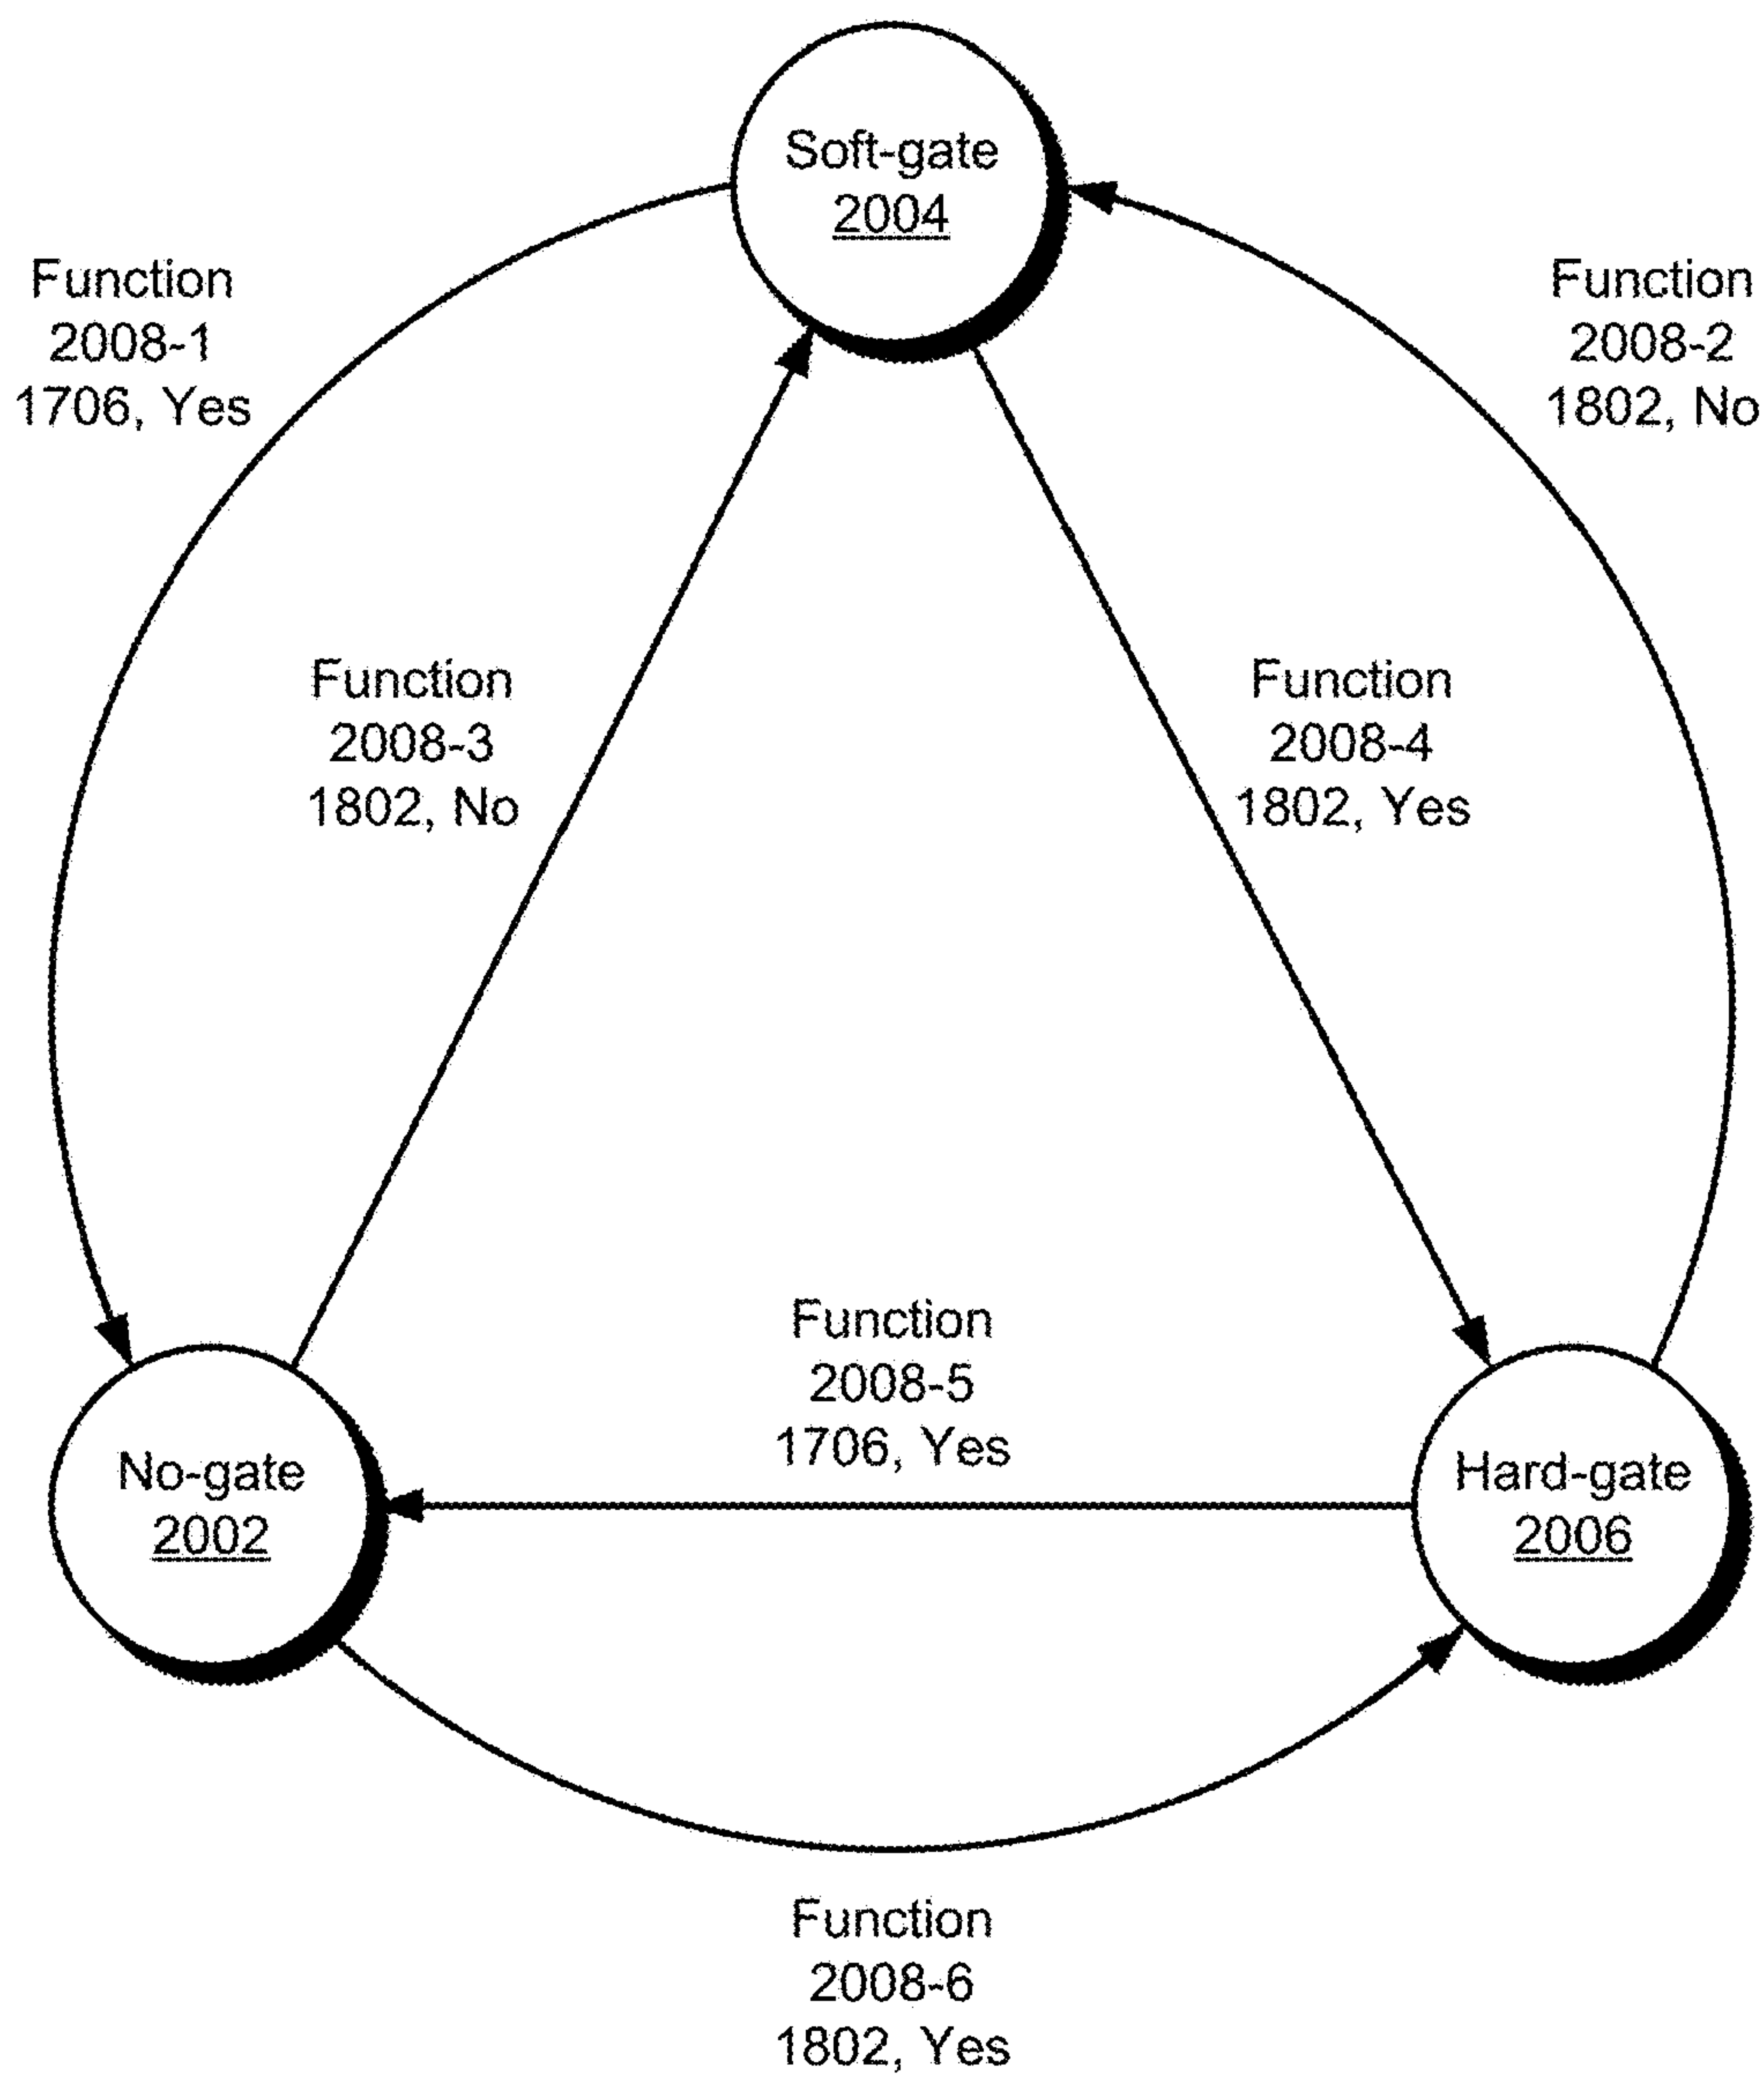 Soft-gate
2004
Function
2008-1
1706, Yes
Function
2008-2
1802, No
Function
2008-3
1802, No
Function
2008-4
1802, Yes
Function
2008-5
1706, Yes
No-gate
2002
Hard-gate
2006
Function
2008-6
1802, Yes